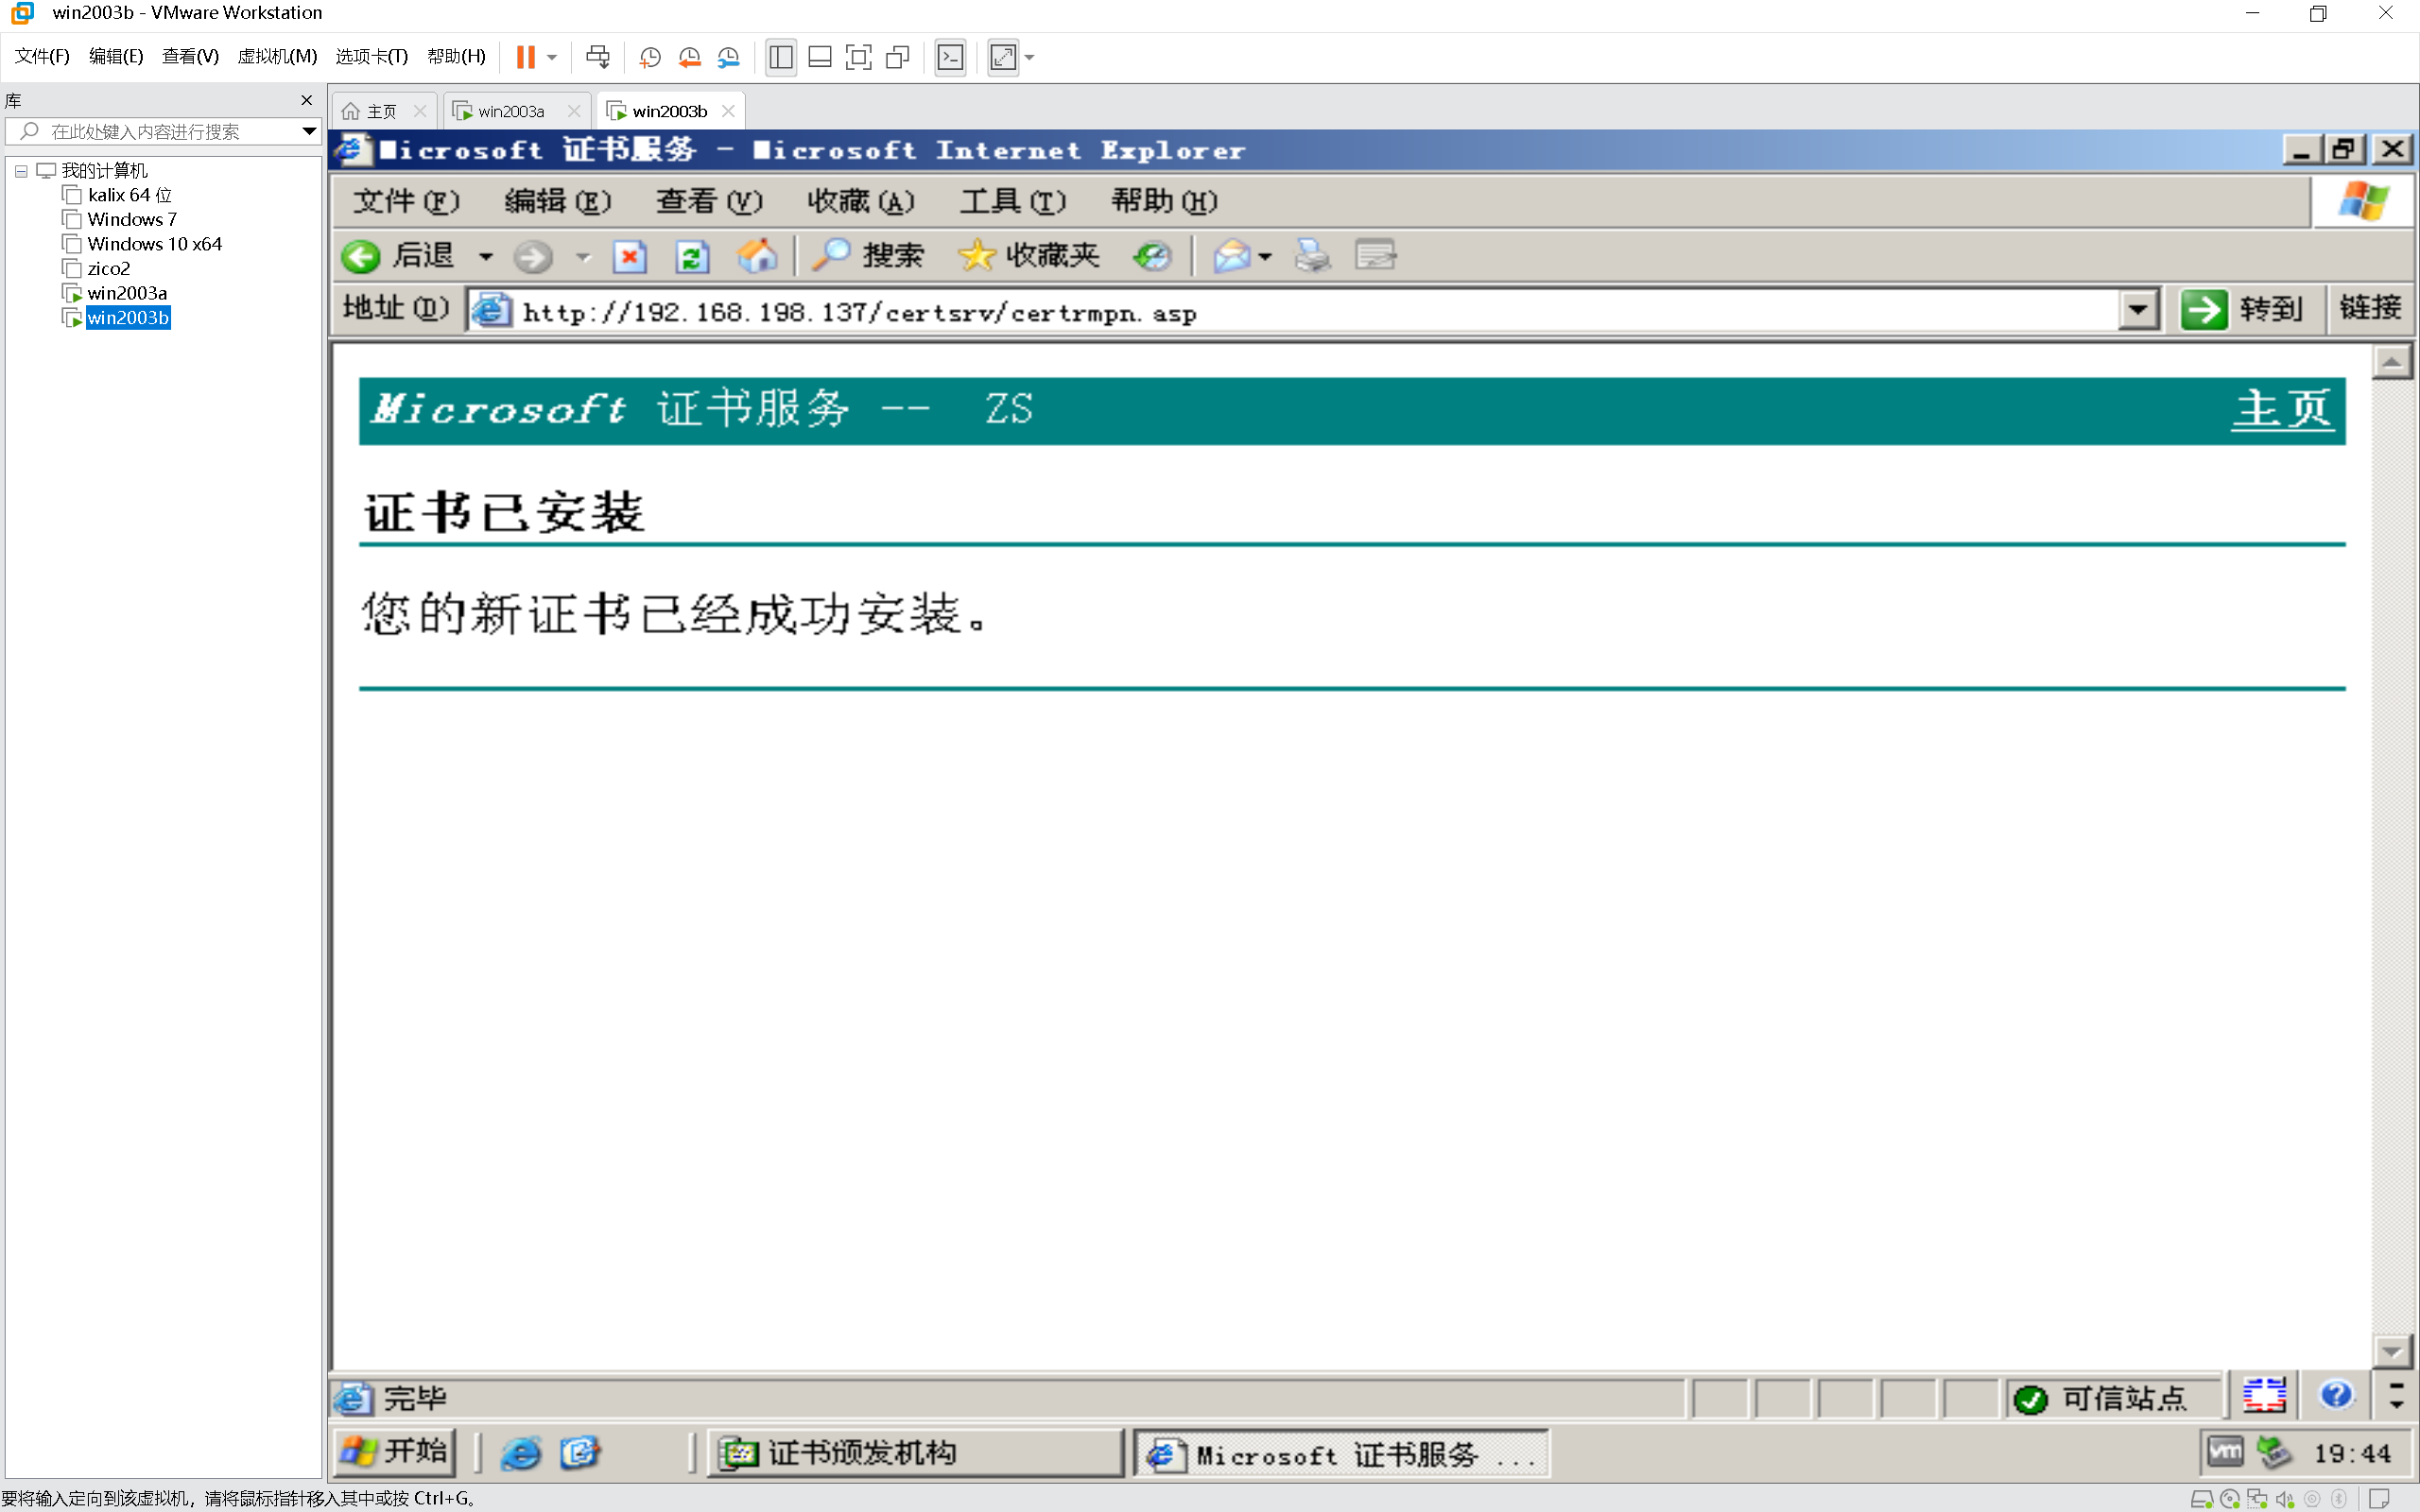 win2003b - VMware Workstation
文件(F) 编辑(E) 查看(V) 虚拟机(M) 选项卡(T) 帮助(H)
库
在此处键入内容进行搜索
我的计算机
kalix 64 位
Windows 7
Windows 10 x64
zico2
win2003a
win2003b
主页 win2003a win2003b
Microsoft 证书服务 - Microsoft Internet Explorer
文件(F) 编辑(E) 查看(V) 收藏(A) 工具(T) 帮助(H)
后退 搜索 收藏夹
地址(D) http://192.168.198.137/certsrv/certrmpn.asp 转到 链接
Microsoft 证书服务 -- ZS 主页
证书已安装
您的新证书已经成功安装。
完毕 可信站点
开始 证书颁发机构 Microsoft 证书服务 ... vm 19:44
要将输入定向到该虚拟机，请将鼠标指针移入其中或按 Ctrl+G。